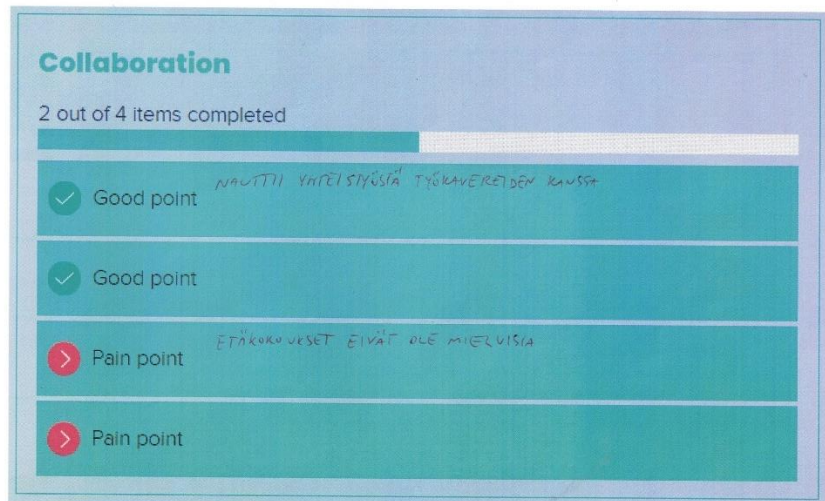 Collaboration
2 out of 4 items completed
NAUTTII YHTEISTYÖSTÄ TYÖKAVEREIDEN KANSSA
Good point
Good point
ETÄKOKOUKSET EIVÄT OLE MIELUISIA
Pain point
Pain point